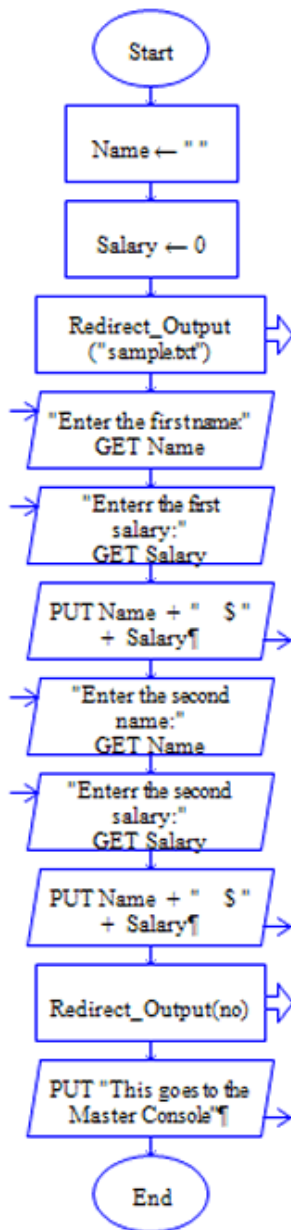 Start
Name ← " "
Salary ← 0
Redirect_Output
("sample.txt")
"Enter the first name:"
GET Name
"Enterr the first
salary:"
GET Salary
PUT Name + "    $ "
+ Salary¶
"Enter the second
name:"
GET Name
"Enterr the second
salary:"
GET Salary
PUT Name + "    $ "
+ Salary¶
Redirect_Output(no)
PUT "This goes to the
Master Console"¶
End